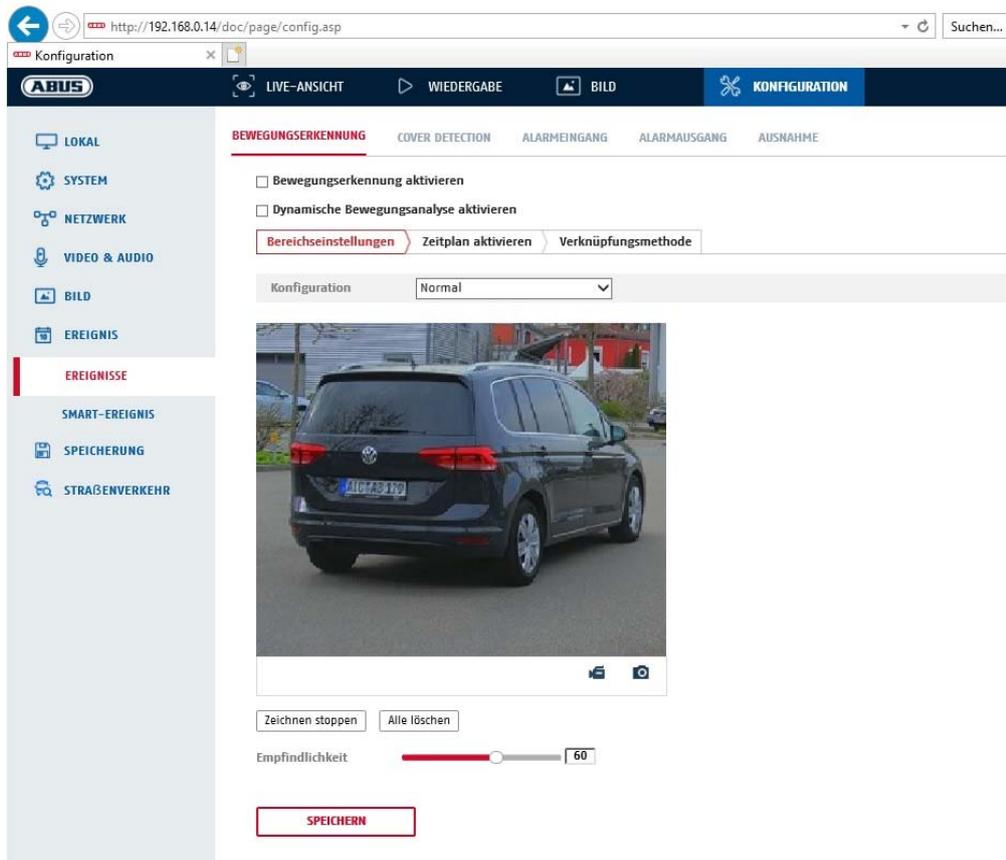 http://192.168.0.14/doc/page/config.asp
Suchen...
Konfiguration
ABUS
LIVE-ANSICHT
WIEDERGABE
BILD
KONFIGURATION
LOKAL
SYSTEM
NETZWERK
VIDEO & AUDIO
BILD
EREIGNIS
EREIGNISSE
SMART-EREIGNIS
SPEICHERUNG
STRAßENVERKEHR
BEWEGUNGSERKENNUNG
COVER DETECTION
ALARMEINGANG
ALARMAUSGANG
AUSNAHME
Bewegungserkennung aktivieren
Dynamische Bewegungsanalyse aktivieren
Bereichseinstellungen
Zeitplan aktivieren
Verknüpfungsmethode
Konfiguration
Normal
AIC AB 129
Zeichnen stoppen
Alle löschen
Empfindlichkeit
60
SPEICHERN